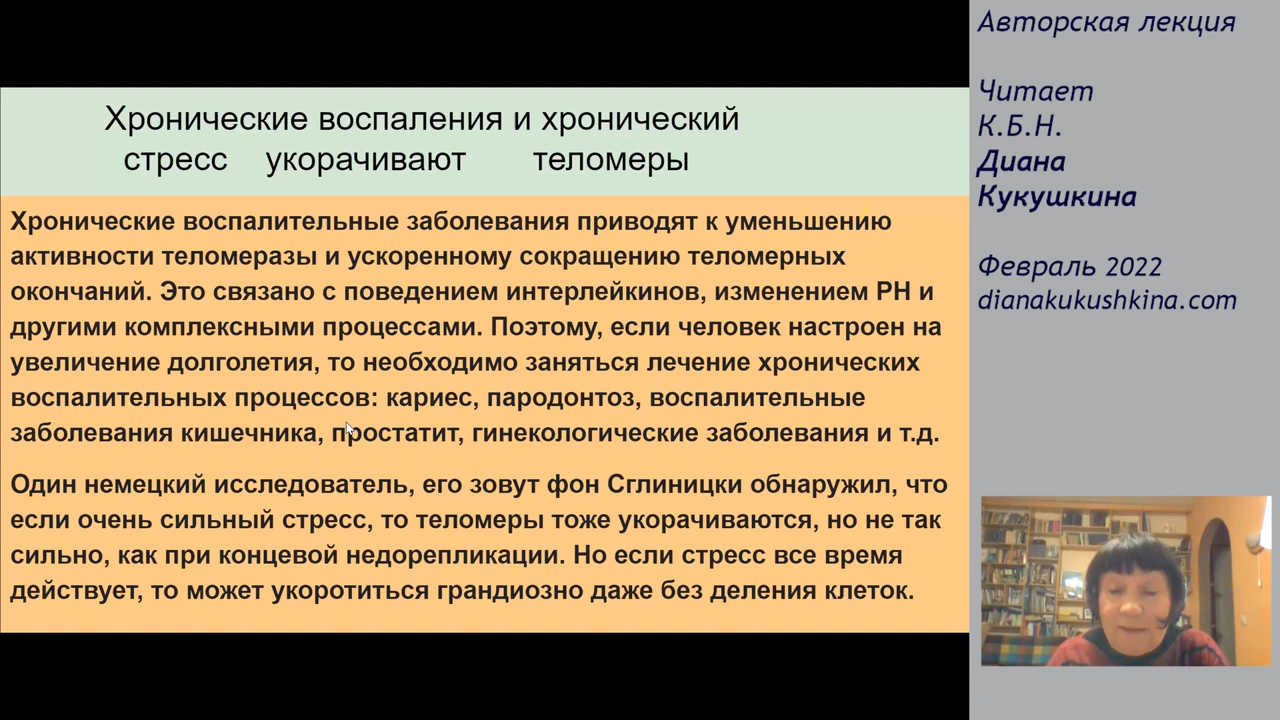 Хронические воспаления и хронический
стресс укорачивают теломеры
Хронические воспалительные заболевания приводят к уменьшению
активности теломеразы и ускоренному сокращению теломерных
окончаний. Это связано с поведением интерлейкинов, изменением РН и
другими комплексными процессами. Поэтому, если человек настроен на
увеличение долголетия, то необходимо заняться лечение хронических
воспалительных процессов: кариес, пародонтоз, воспалительные
заболевания кишечника, простатит, гинекологические заболевания и т.д.
Один немецкий исследователь, его зовут фон Сглиницки обнаружил, что
если очень сильный стресс, то теломеры тоже укорачиваются, но не так
сильно, как при концевой недорепликации. Но если стресс все время
действует, то может укоротиться грандиозно даже без деления клеток.
Авторская лекция
Читает
К.Б.Н.
Диана
Кукушкина
Февраль 2022
dianakukushkina.com